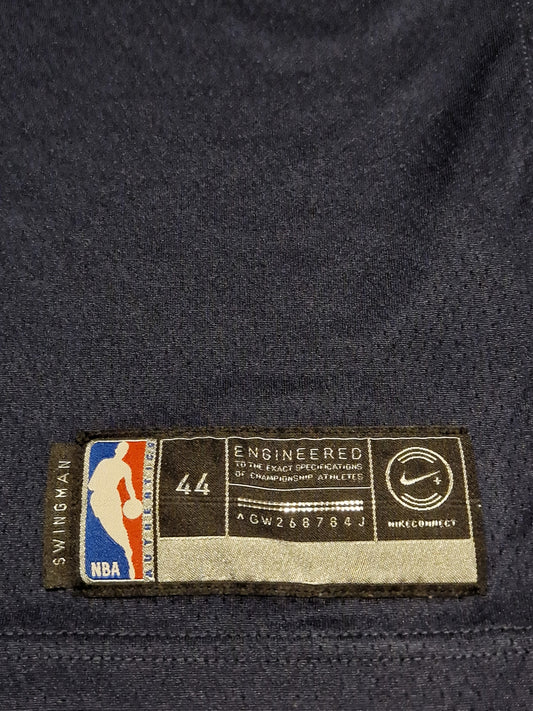 SWINGMAN
NBA
AUTHENTICS
44
ENGINEERED
TO THE EXACT SPECIFICATIONS
OF CHAMPIONSHIP ATHLETES
^GW268784J
NIKECONNECT